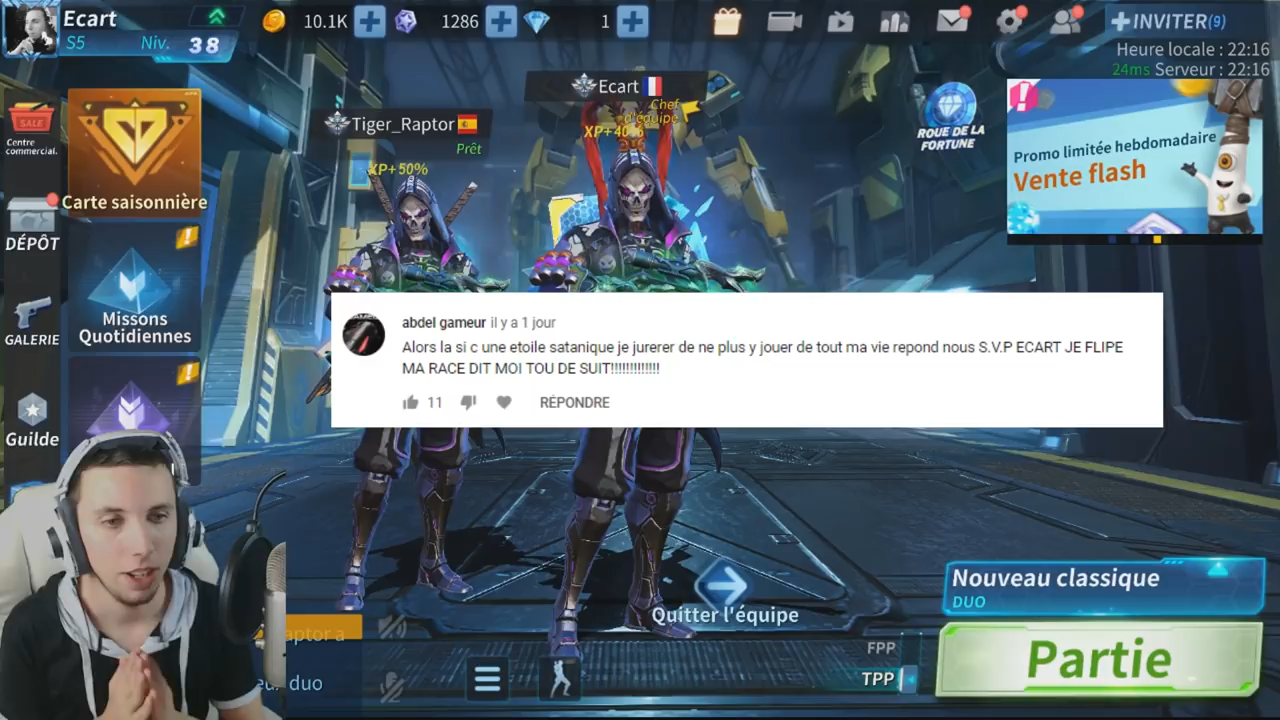 Ecart
S5
Niv. 38
10.1K
1286
1
INVITER(9)
Heure locale : 22:16
24ms Serveur : 22:16
SALE
Centre
commercial.
Carte saisonnière
DÉPÔT
Missons
Quotidiennes
GALERIE
Guilde
Tiger_Raptor
Prêt
XP+50%
Ecart
Chef
d'équipe
XP+40%
ROUE DE LA
FORTUNE
Promo limitée hebdomadaire
Vente flash
abdel gameur il y a 1 jour
Alors la si c une etoile satanique je jurerer de ne plus y jouer de tout ma vie repond nous S.V.P ECART JE FLIPE
MA RACE DIT MOI TOU DE SUIT!!!!!!!!!!!!!
11
RÉPONDRE
Quitter l'équipe
Nouveau classique
DUO
Partie
FPP
TPP
aptor a
duo